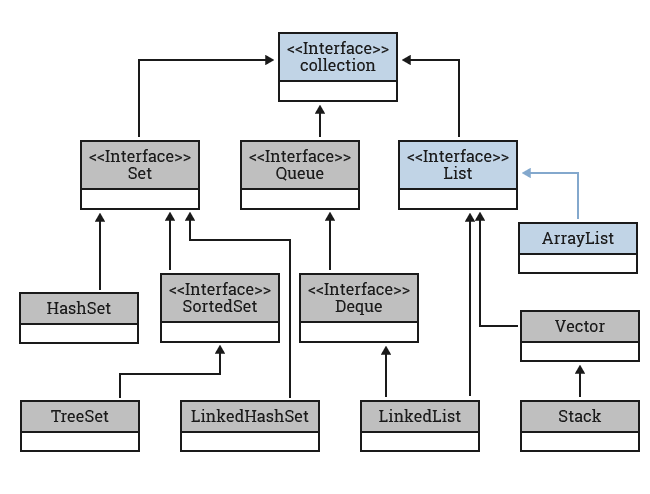 <<Interface>>
collection
<<Interface>>
Set
<<Interface>>
Queue
<<Interface>>
List
ArrayList
HashSet
<<Interface>>
SortedSet
<<Interface>>
Deque
Vector
TreeSet
LinkedHashSet
LinkedList
Stack